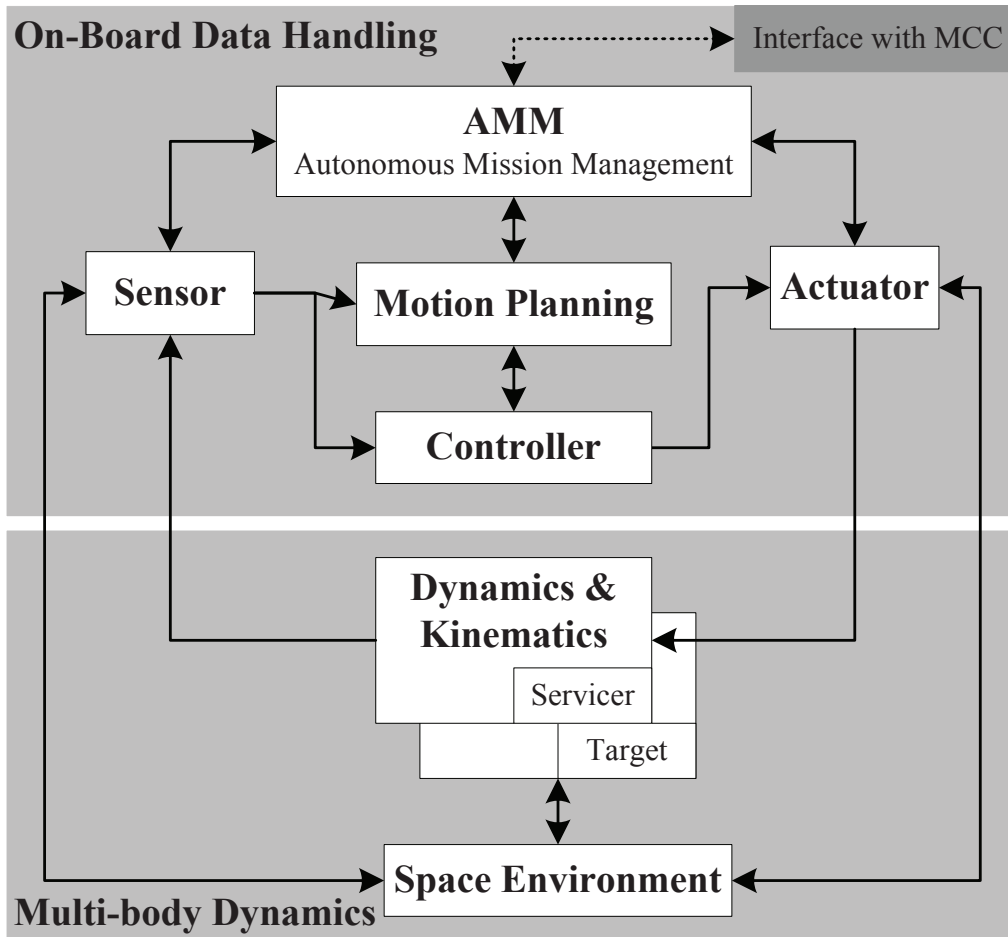 On-Board Data Handling
Interface with MCC
AMM
Autonomous Mission Management
Sensor
Motion Planning
Actuator
Controller
Dynamics &
Kinematics
Servicer
Target
Space Environment
Multi-body Dynamics